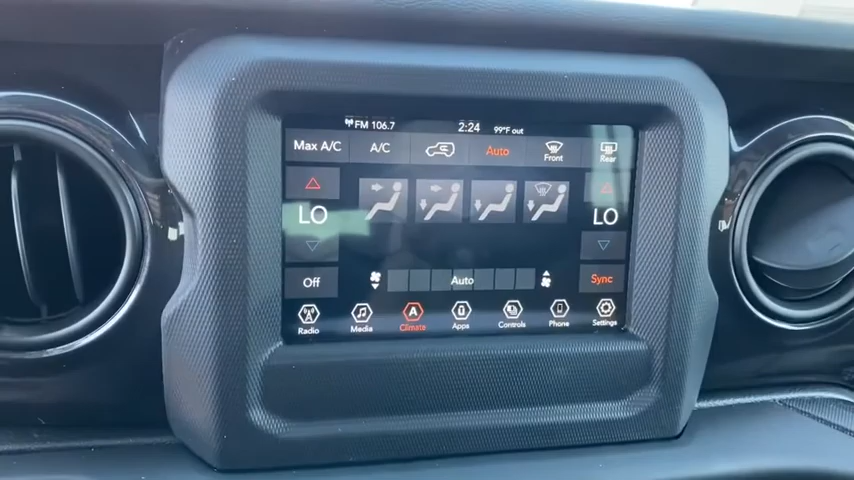 FM 106.7 2:24 99°F out
Max A/C A/C Auto Front Rear
LO LO
Off Auto Sync
Radio Media A Climate Apps Controls Phone Settings